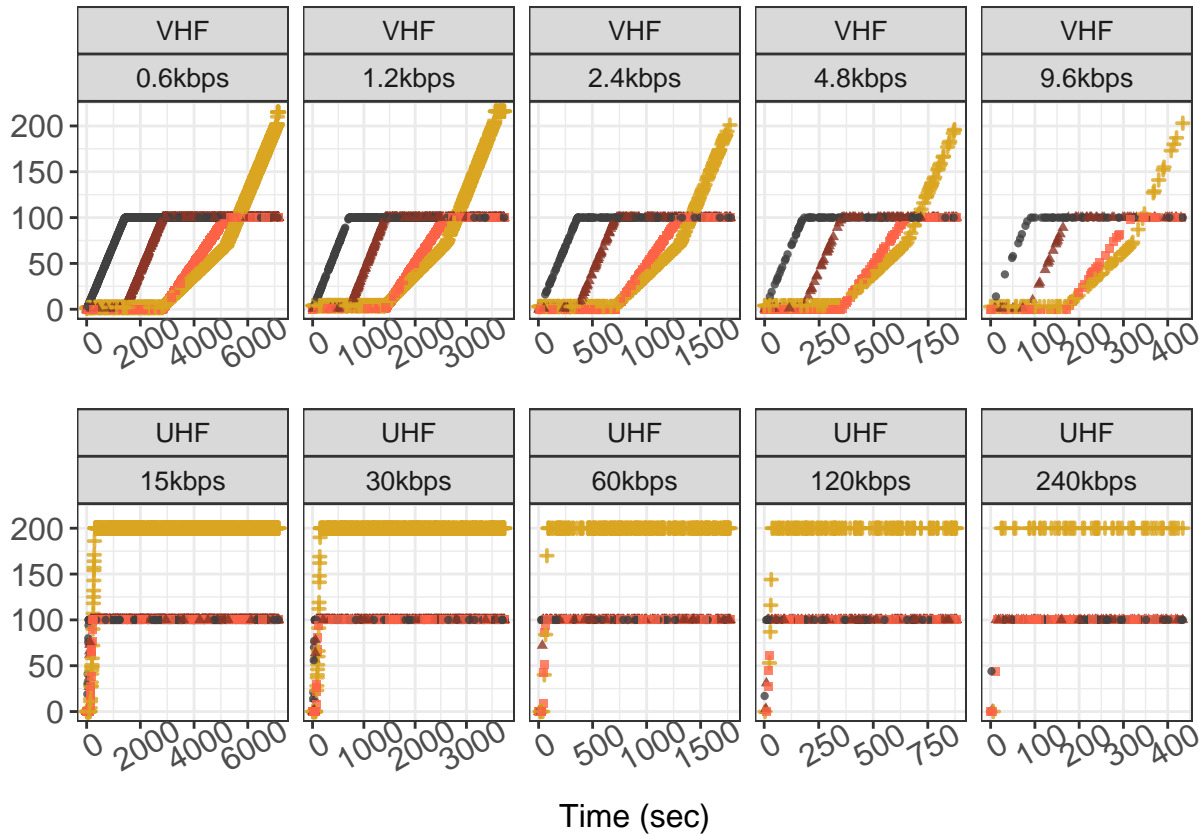 VHF VHF VHF VHF VHF
0.6kbps 1.2kbps 2.4kbps 4.8kbps 9.6kbps
200
150
100
50
0
0 2000 4000 6000 0 1000 2000 3000 0 500 1000 1500 0 250 500 750 0 100 200 300 400
UHF UHF UHF UHF UHF
15kbps 30kbps 60kbps 120kbps 240kbps
200
150
100
50
0
0 2000 4000 6000 0 1000 2000 3000 0 500 1000 1500 0 250 500 750 0 100 200 300 400
Time (sec)